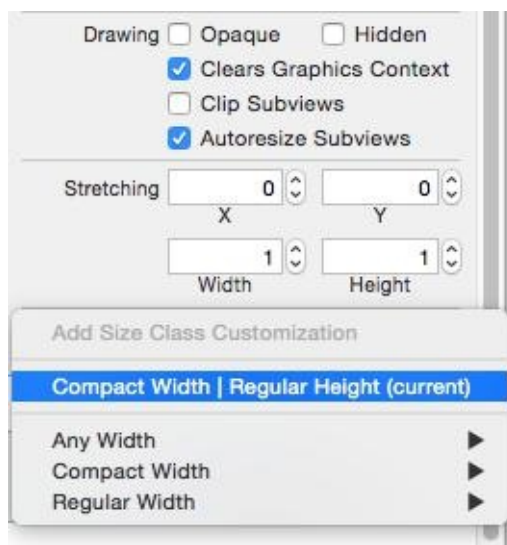 Drawing Opaque Hidden
Clears Graphics Context
Clip Subviews
Autoresize Subviews
Stretching 0 0
X Y
1 1
Width Height
Add Size Class Customization
Compact Width | Regular Height (current)
Any Width
Compact Width
Regular Width